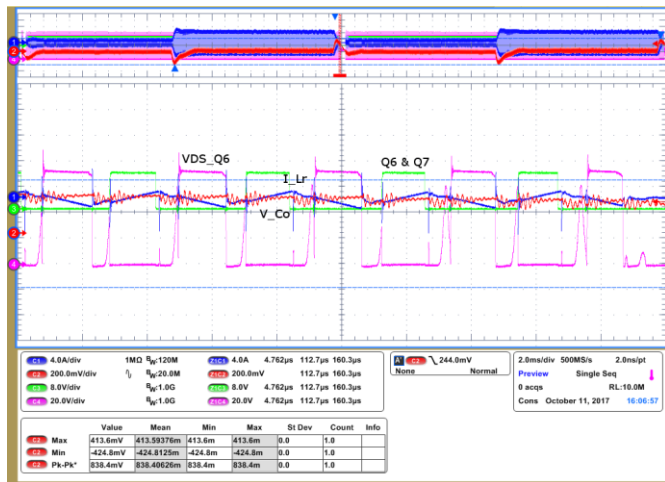 1
2
4
VDS_Q6
Q6 & Q7
I_Lr
V_Co
1
3
2
4
C1 4.0A/div 1MΩ BW:120M Z1C1 4.0A 4.762µs 112.7µs 160.3µs
C2 200.0mV/div BW:20.0M Z1C2 200.0mV 112.7µs 160.3µs
C3 8.0V/div BW:1.0G Z1C3 8.0V 4.762µs 112.7µs 160.3µs
C4 20.0V/div BW:1.0G Z1C4 20.0V 4.762µs 112.7µs 160.3µs
A' C2 244.0mV
None Normal
2.0ms/div 500MS/s 2.0ns/pt
Preview Single Seq
0 acqs RL:10.0M
Cons October 11, 2017 16:06:57
Value Mean Min Max St Dev Count Info
C2 Max 413.6mV 413.59376m 413.6m 413.6m 0.0 1.0
C2 Min -424.8mV -424.8125m -424.8m -424.8m 0.0 1.0
C2 Pk-Pk* 838.4mV 838.40626m 838.4m 838.4m 0.0 1.0